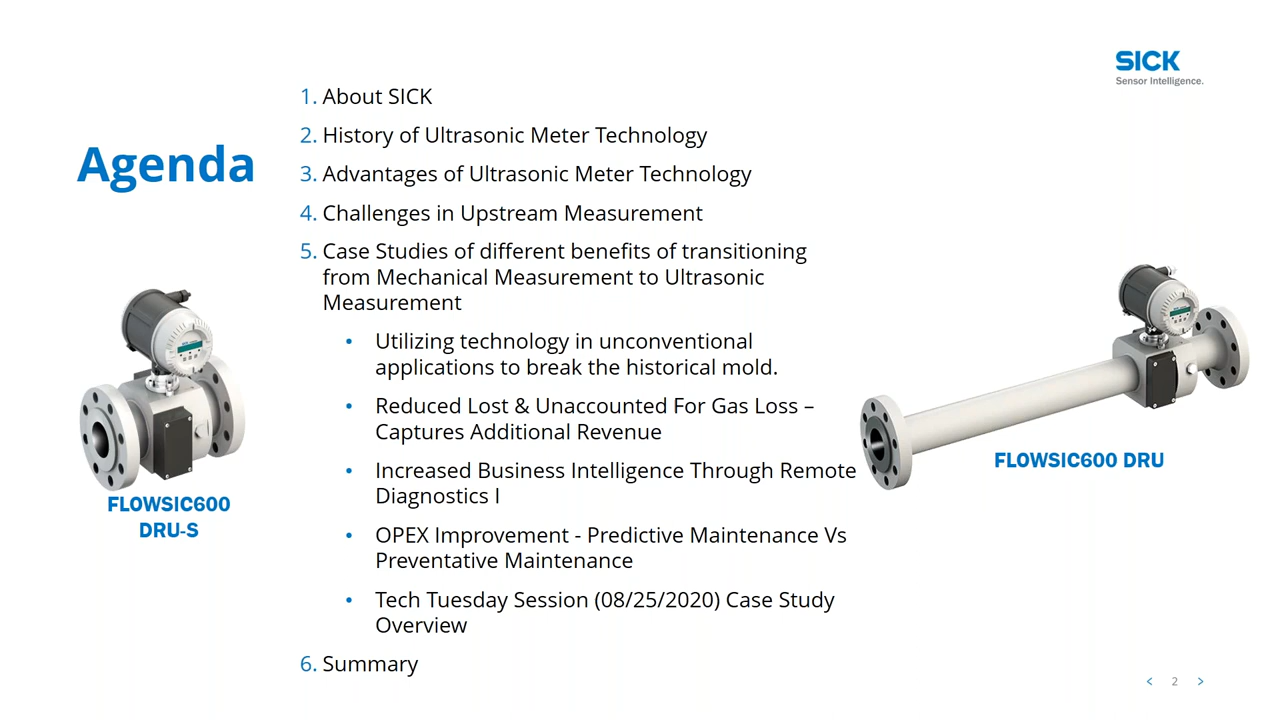 SICK
Sensor Intelligence.
Agenda
1. About SICK
2. History of Ultrasonic Meter Technology
3. Advantages of Ultrasonic Meter Technology
4. Challenges in Upstream Measurement
5. Case Studies of different benefits of transitioning
from Mechanical Measurement to Ultrasonic
Measurement
• Utilizing technology in unconventional
applications to break the historical mold.
• Reduced Lost & Unaccounted For Gas Loss –
Captures Additional Revenue
• Increased Business Intelligence Through Remote
Diagnostics I
• OPEX Improvement - Predictive Maintenance Vs
Preventative Maintenance
• Tech Tuesday Session (08/25/2020) Case Study
Overview
6. Summary
FLOWSIC600
DRU-S
FLOWSIC600 DRU
< 2 >